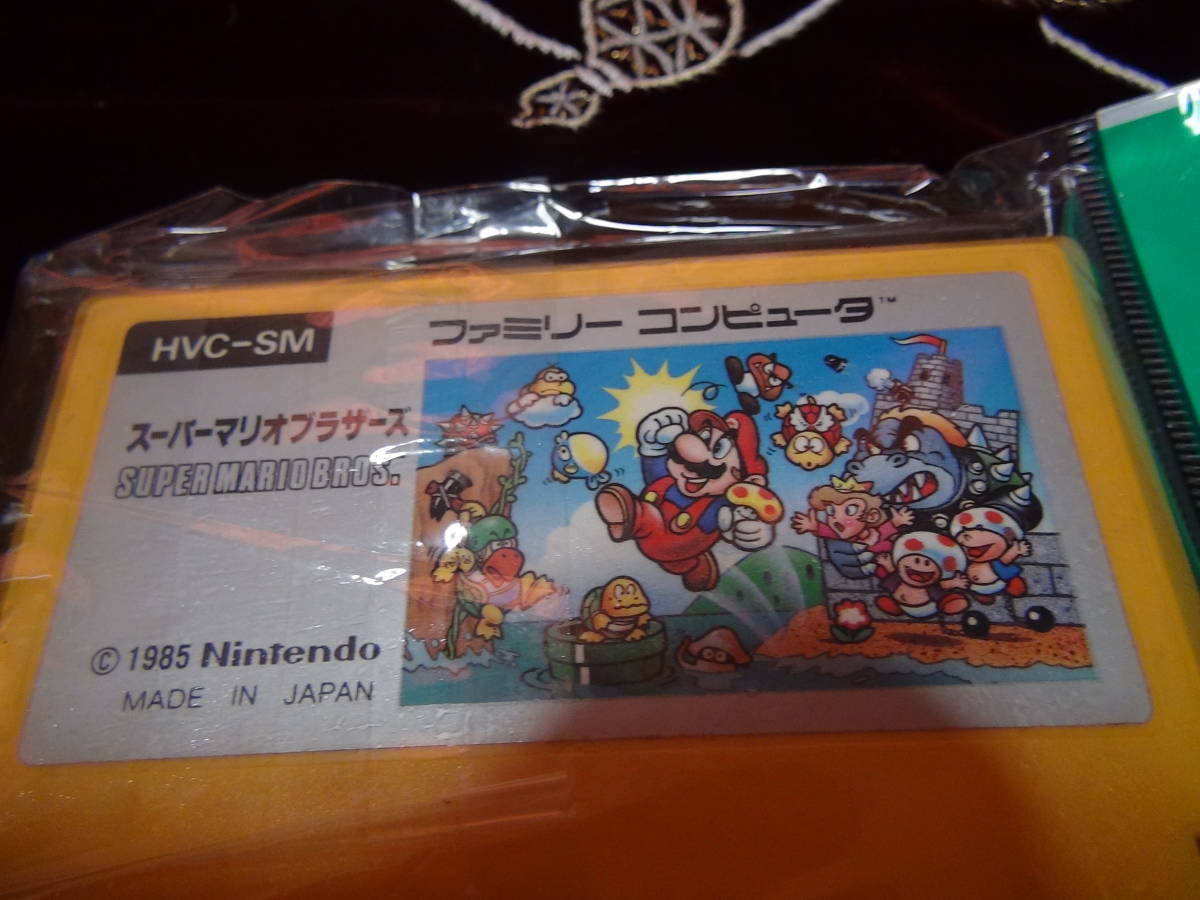 HVC-SM
ファミリー コンピュータ™
スーパーマリオブラザーズ
SUPER MARIO BROS.
© 1985 Nintendo
MADE IN JAPAN